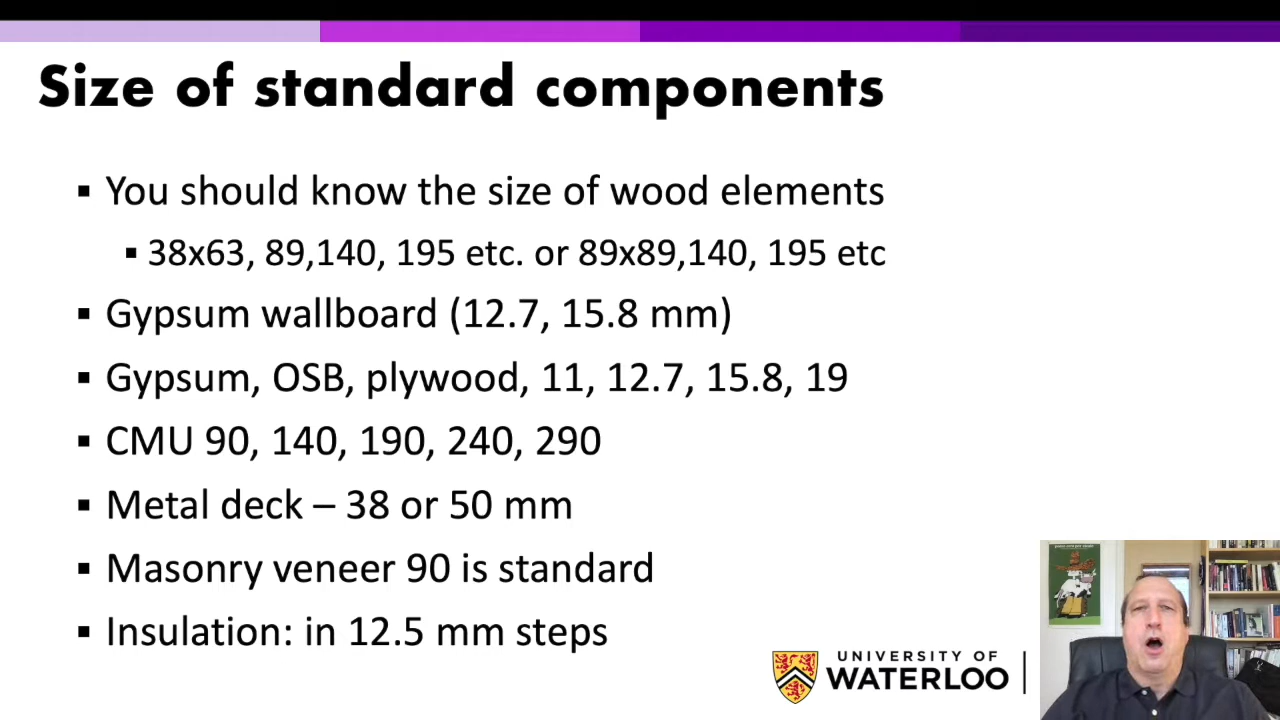 Size of standard components
▪ You should know the size of wood elements
▪ 38x63, 89,140, 195 etc. or 89x89,140, 195 etc
▪ Gypsum wallboard (12.7, 15.8 mm)
▪ Gypsum, OSB, plywood, 11, 12.7, 15.8, 19
▪ CMU 90, 140, 190, 240, 290
▪ Metal deck – 38 or 50 mm
▪ Masonry veneer 90 is standard
▪ Insulation: in 12.5 mm steps
UNIVERSITY OF
WATERLOO